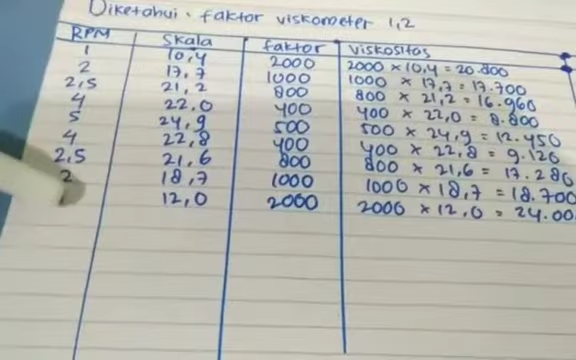 Diketahui : faktor viskometer 1,2
RPM Skala faktor viskositas
1 10,4 2000 2000 × 10,4 = 20.800
2 17,7 1000 1000 × 17,7 = 17.700
2,5 21,2 800 800 × 21,2 = 16.960
4 22,0 400 400 × 22,0 = 8.800
5 24,9 500 500 × 24,9 = 12.450
4 22,8 400 400 × 22,8 = 9.120
2,5 21,6 800 800 × 21,6 = 17.280
2 18,7 1000 1000 × 18,7 = 18.700
12,0 2000 2000 × 12,0 = 24.00